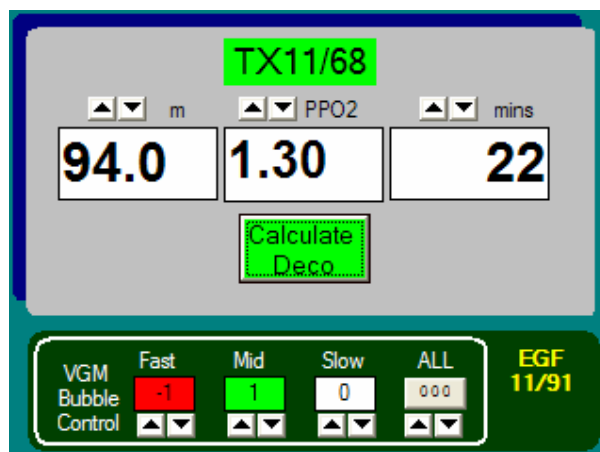 TX11/68
m PPO2 mins
94.0 1.30 22
Calculate
Deco
VGM
Bubble
Control
Fast Mid Slow ALL
-1 1 0 000
EGF
11/91